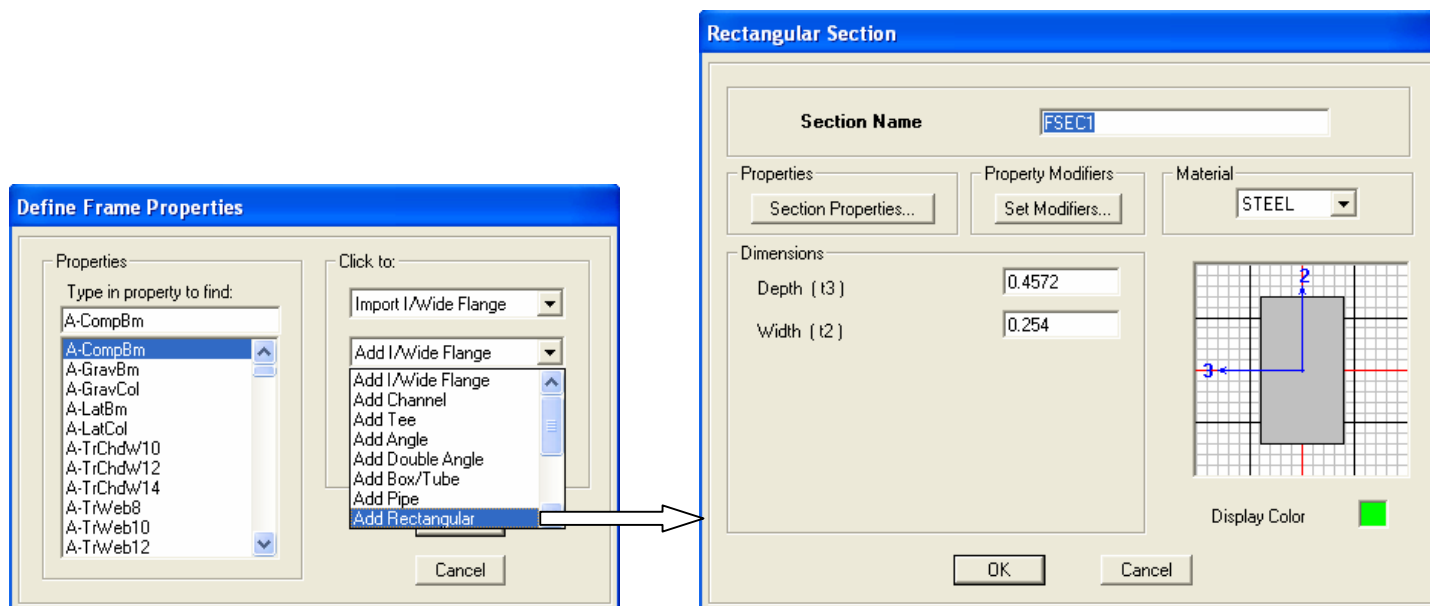 Define Frame Properties
Properties
Type in property to find:
A-CompBm
A-CompBm
A-GravBm
A-GravCol
A-LatBm
A-LatCol
A-TrChdW10
A-TrChdW12
A-TrChdW14
A-TrWeb8
A-TrWeb10
A-TrWeb12
Click to:
Import I/Wide Flange
Add I/Wide Flange
Add I/Wide Flange
Add Channel
Add Tee
Add Angle
Add Double Angle
Add Box/Tube
Add Pipe
Add Rectangular
Cancel
Rectangular Section
Section Name FSEC1
Properties
Section Properties...
Property Modifiers
Set Modifiers...
Material
STEEL
Dimensions
Depth ( t3 ) 0.4572
Width ( t2 ) 0.254
2
3
Display Color
OK Cancel